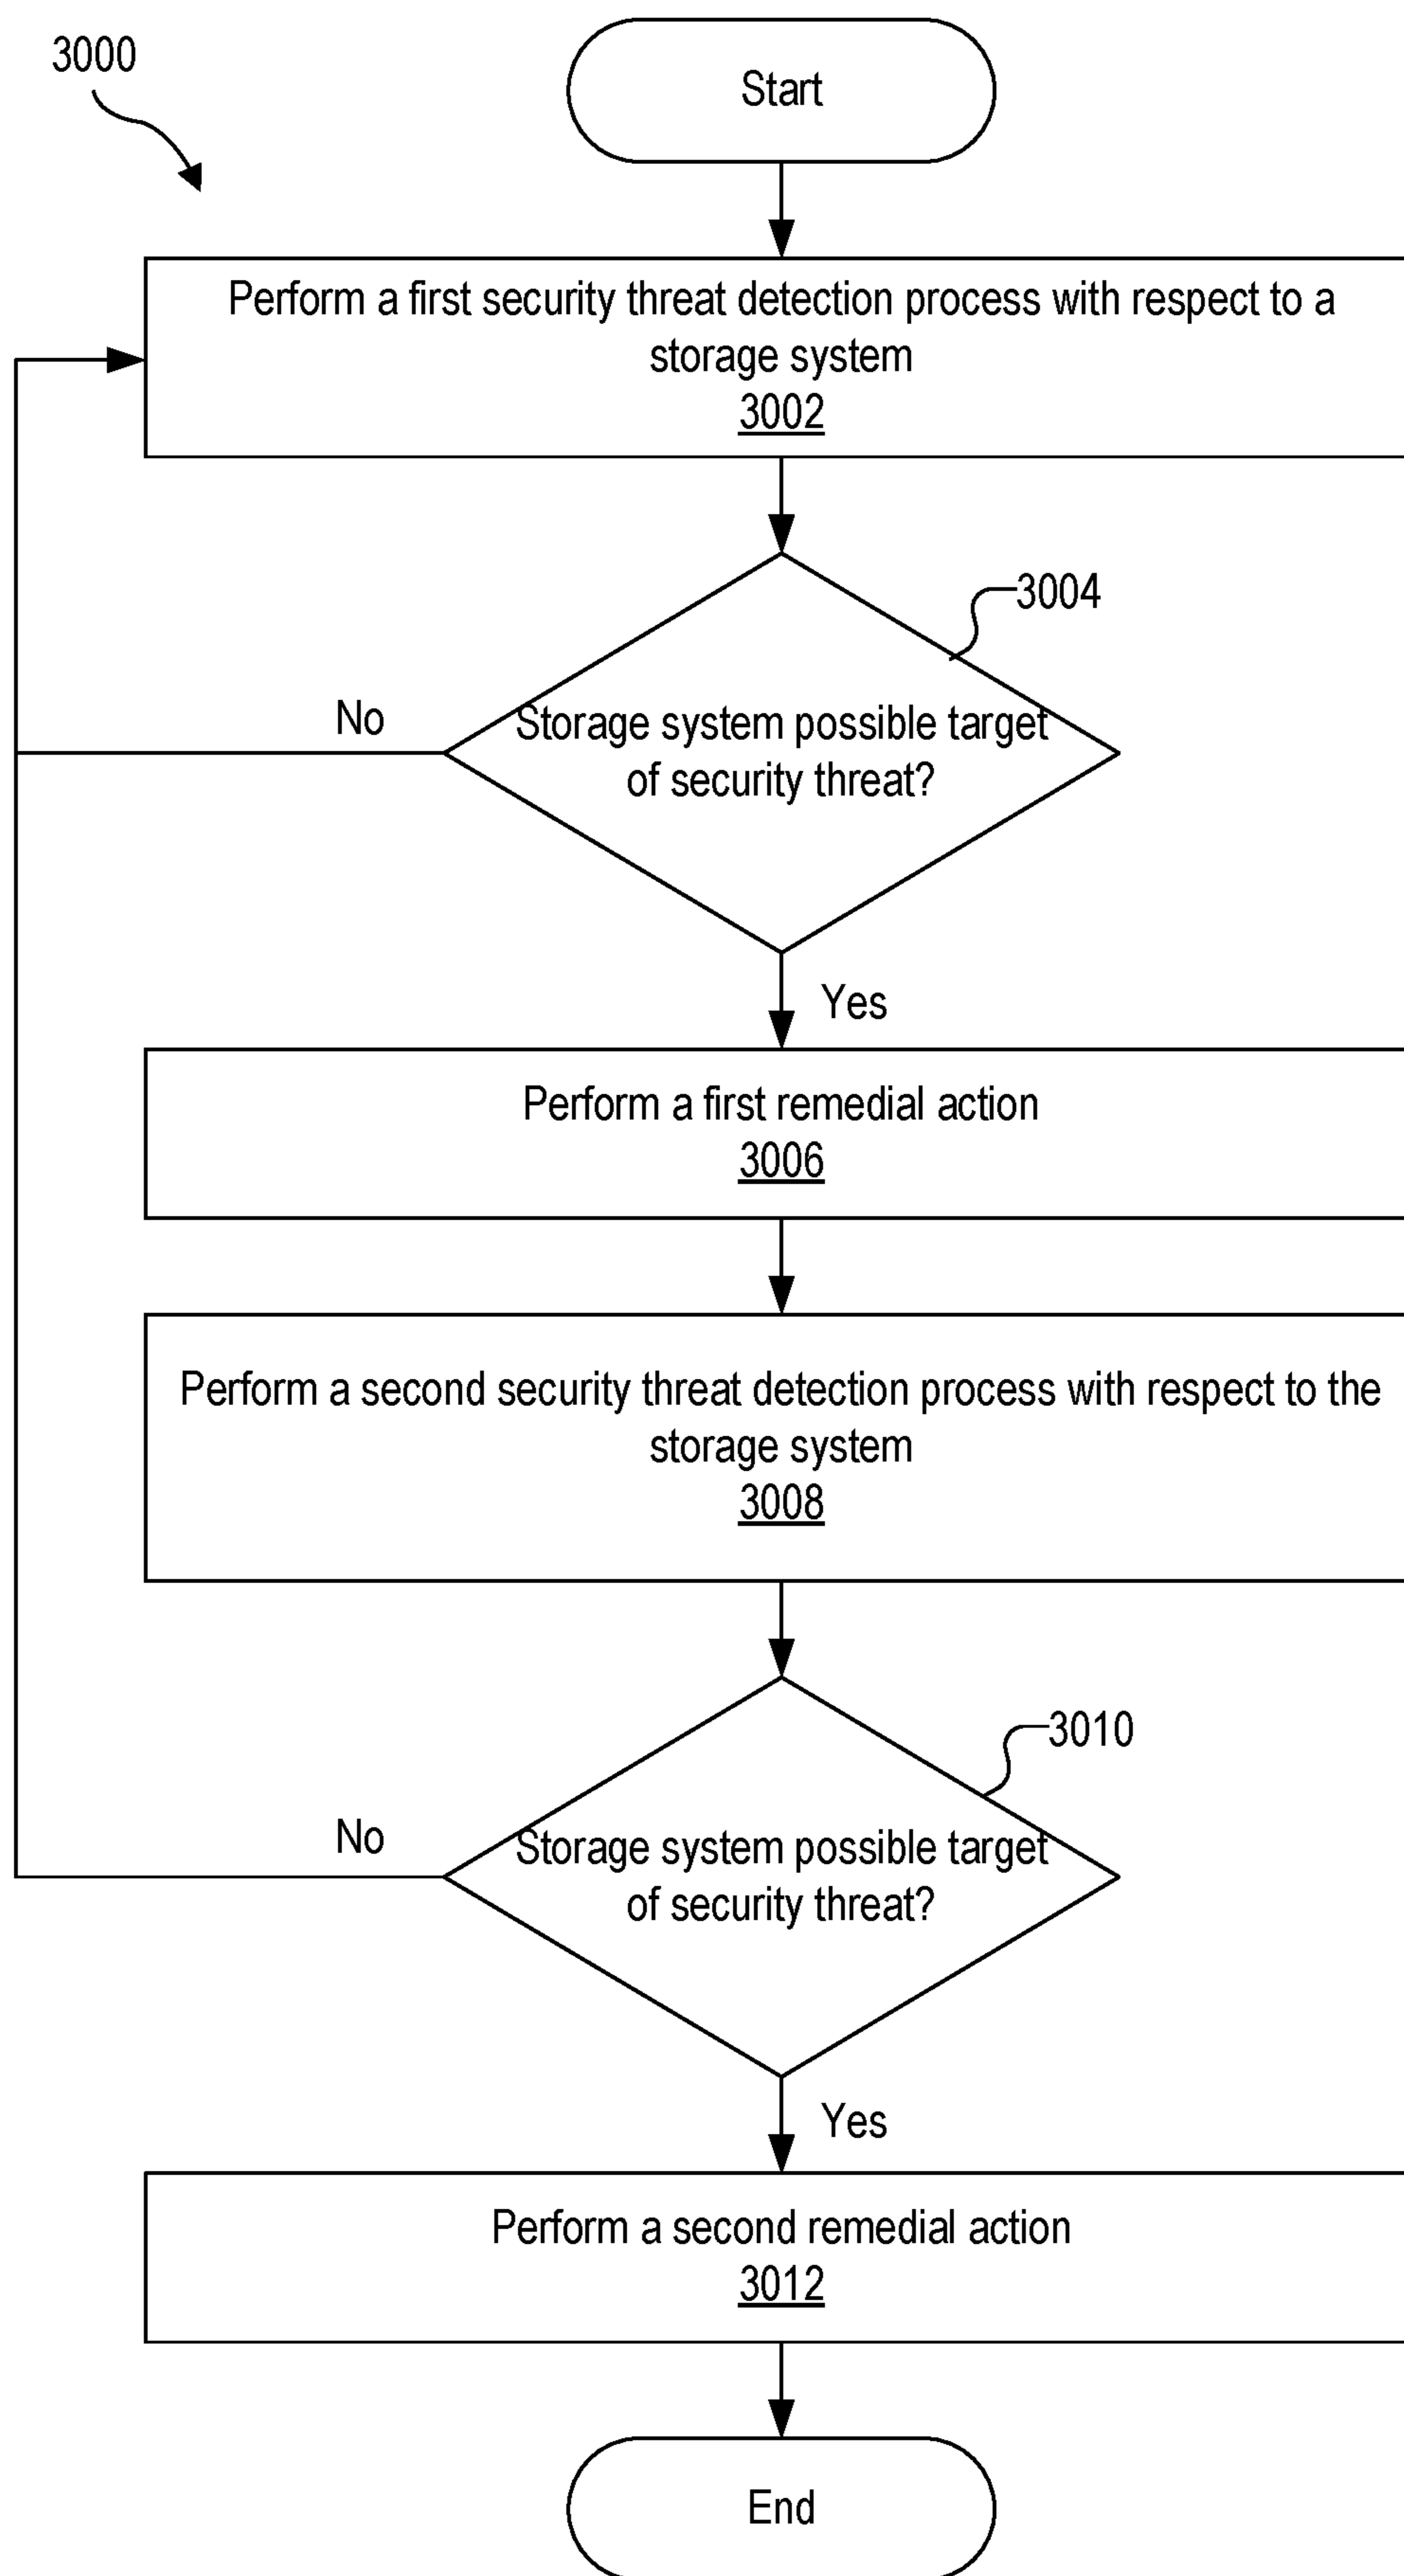 3000
Start
Perform a first security threat detection process with respect to a
storage system
3002
3004
No
Storage system possible target
of security threat?
Yes
Perform a first remedial action
3006
Perform a second security threat detection process with respect to the
storage system
3008
3010
No
Storage system possible target
of security threat?
Yes
Perform a second remedial action
3012
End